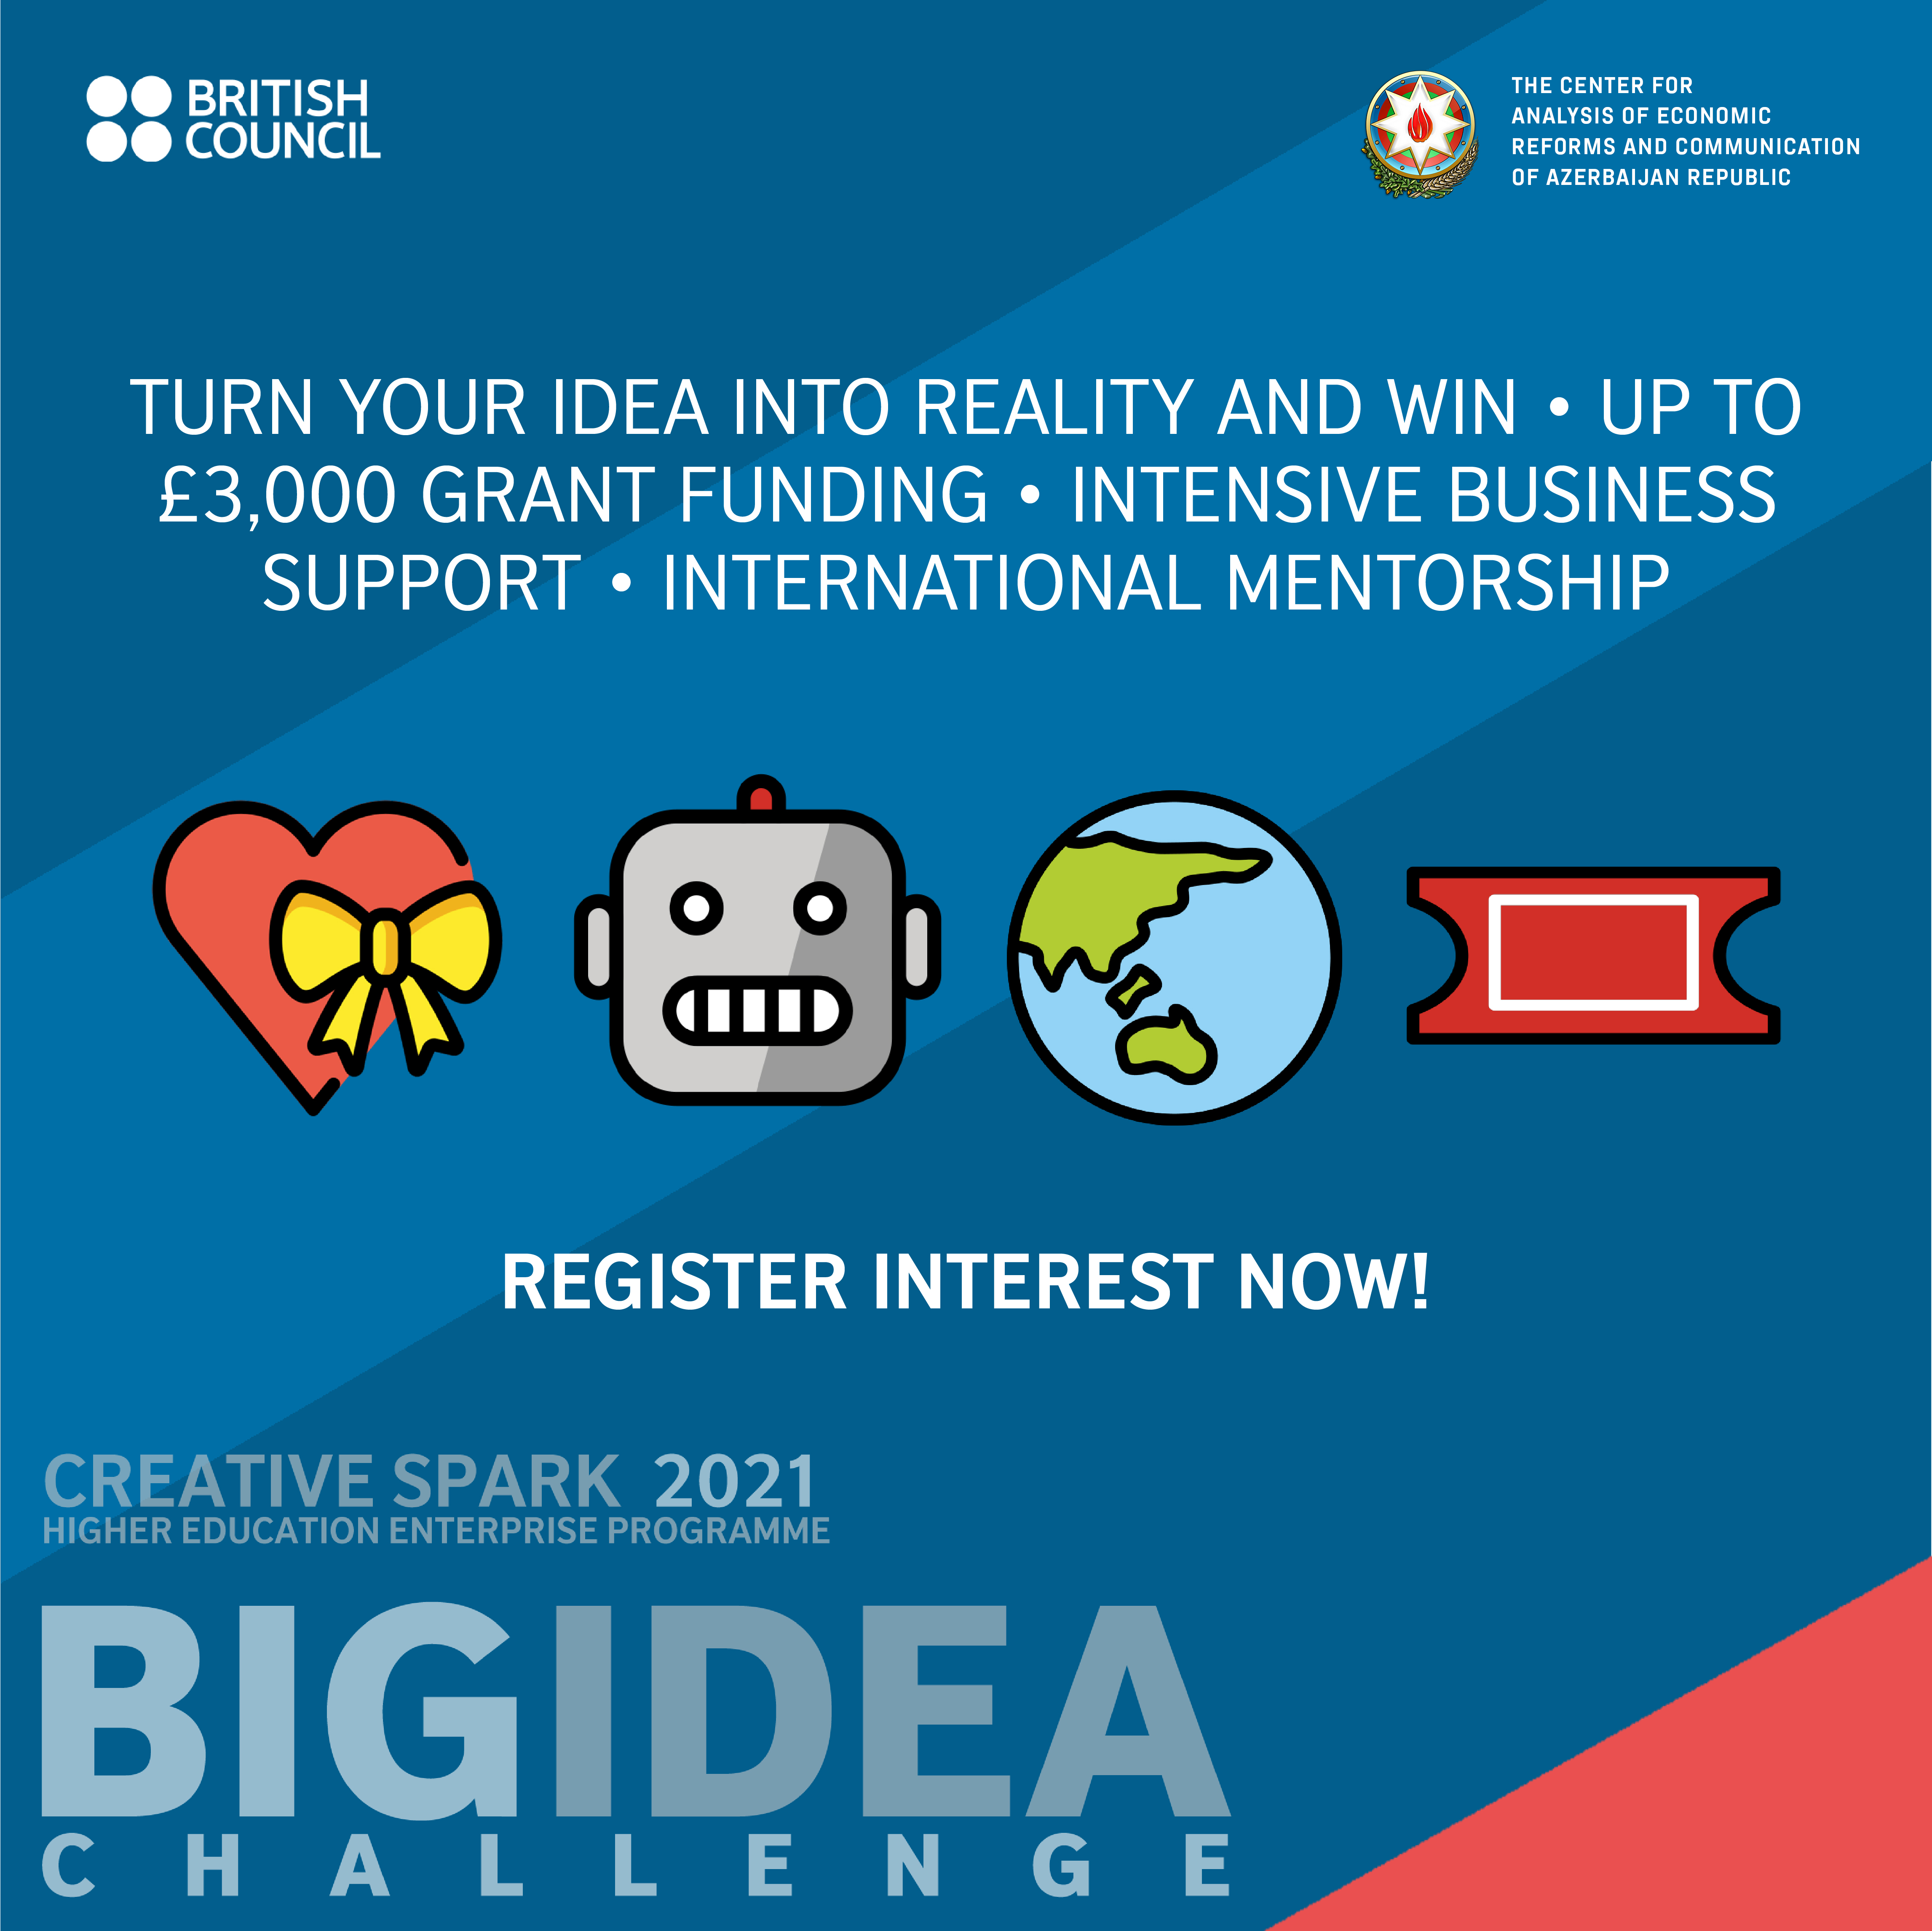 BRITISH
COUNCIL
THE CENTER FOR
ANALYSIS OF ECONOMIC
REFORMS AND COMMUNICATION
OF AZERBAIJAN REPUBLIC
TURN YOUR IDEA INTO REALITY AND WIN • UP TO
£3,000 GRANT FUNDING • INTENSIVE BUSINESS
SUPPORT • INTERNATIONAL MENTORSHIP
REGISTER INTEREST NOW!
CREATIVE SPARK 2021
HIGHER EDUCATION ENTERPRISE PROGRAMME
BIGIDEA
CHALLENGE